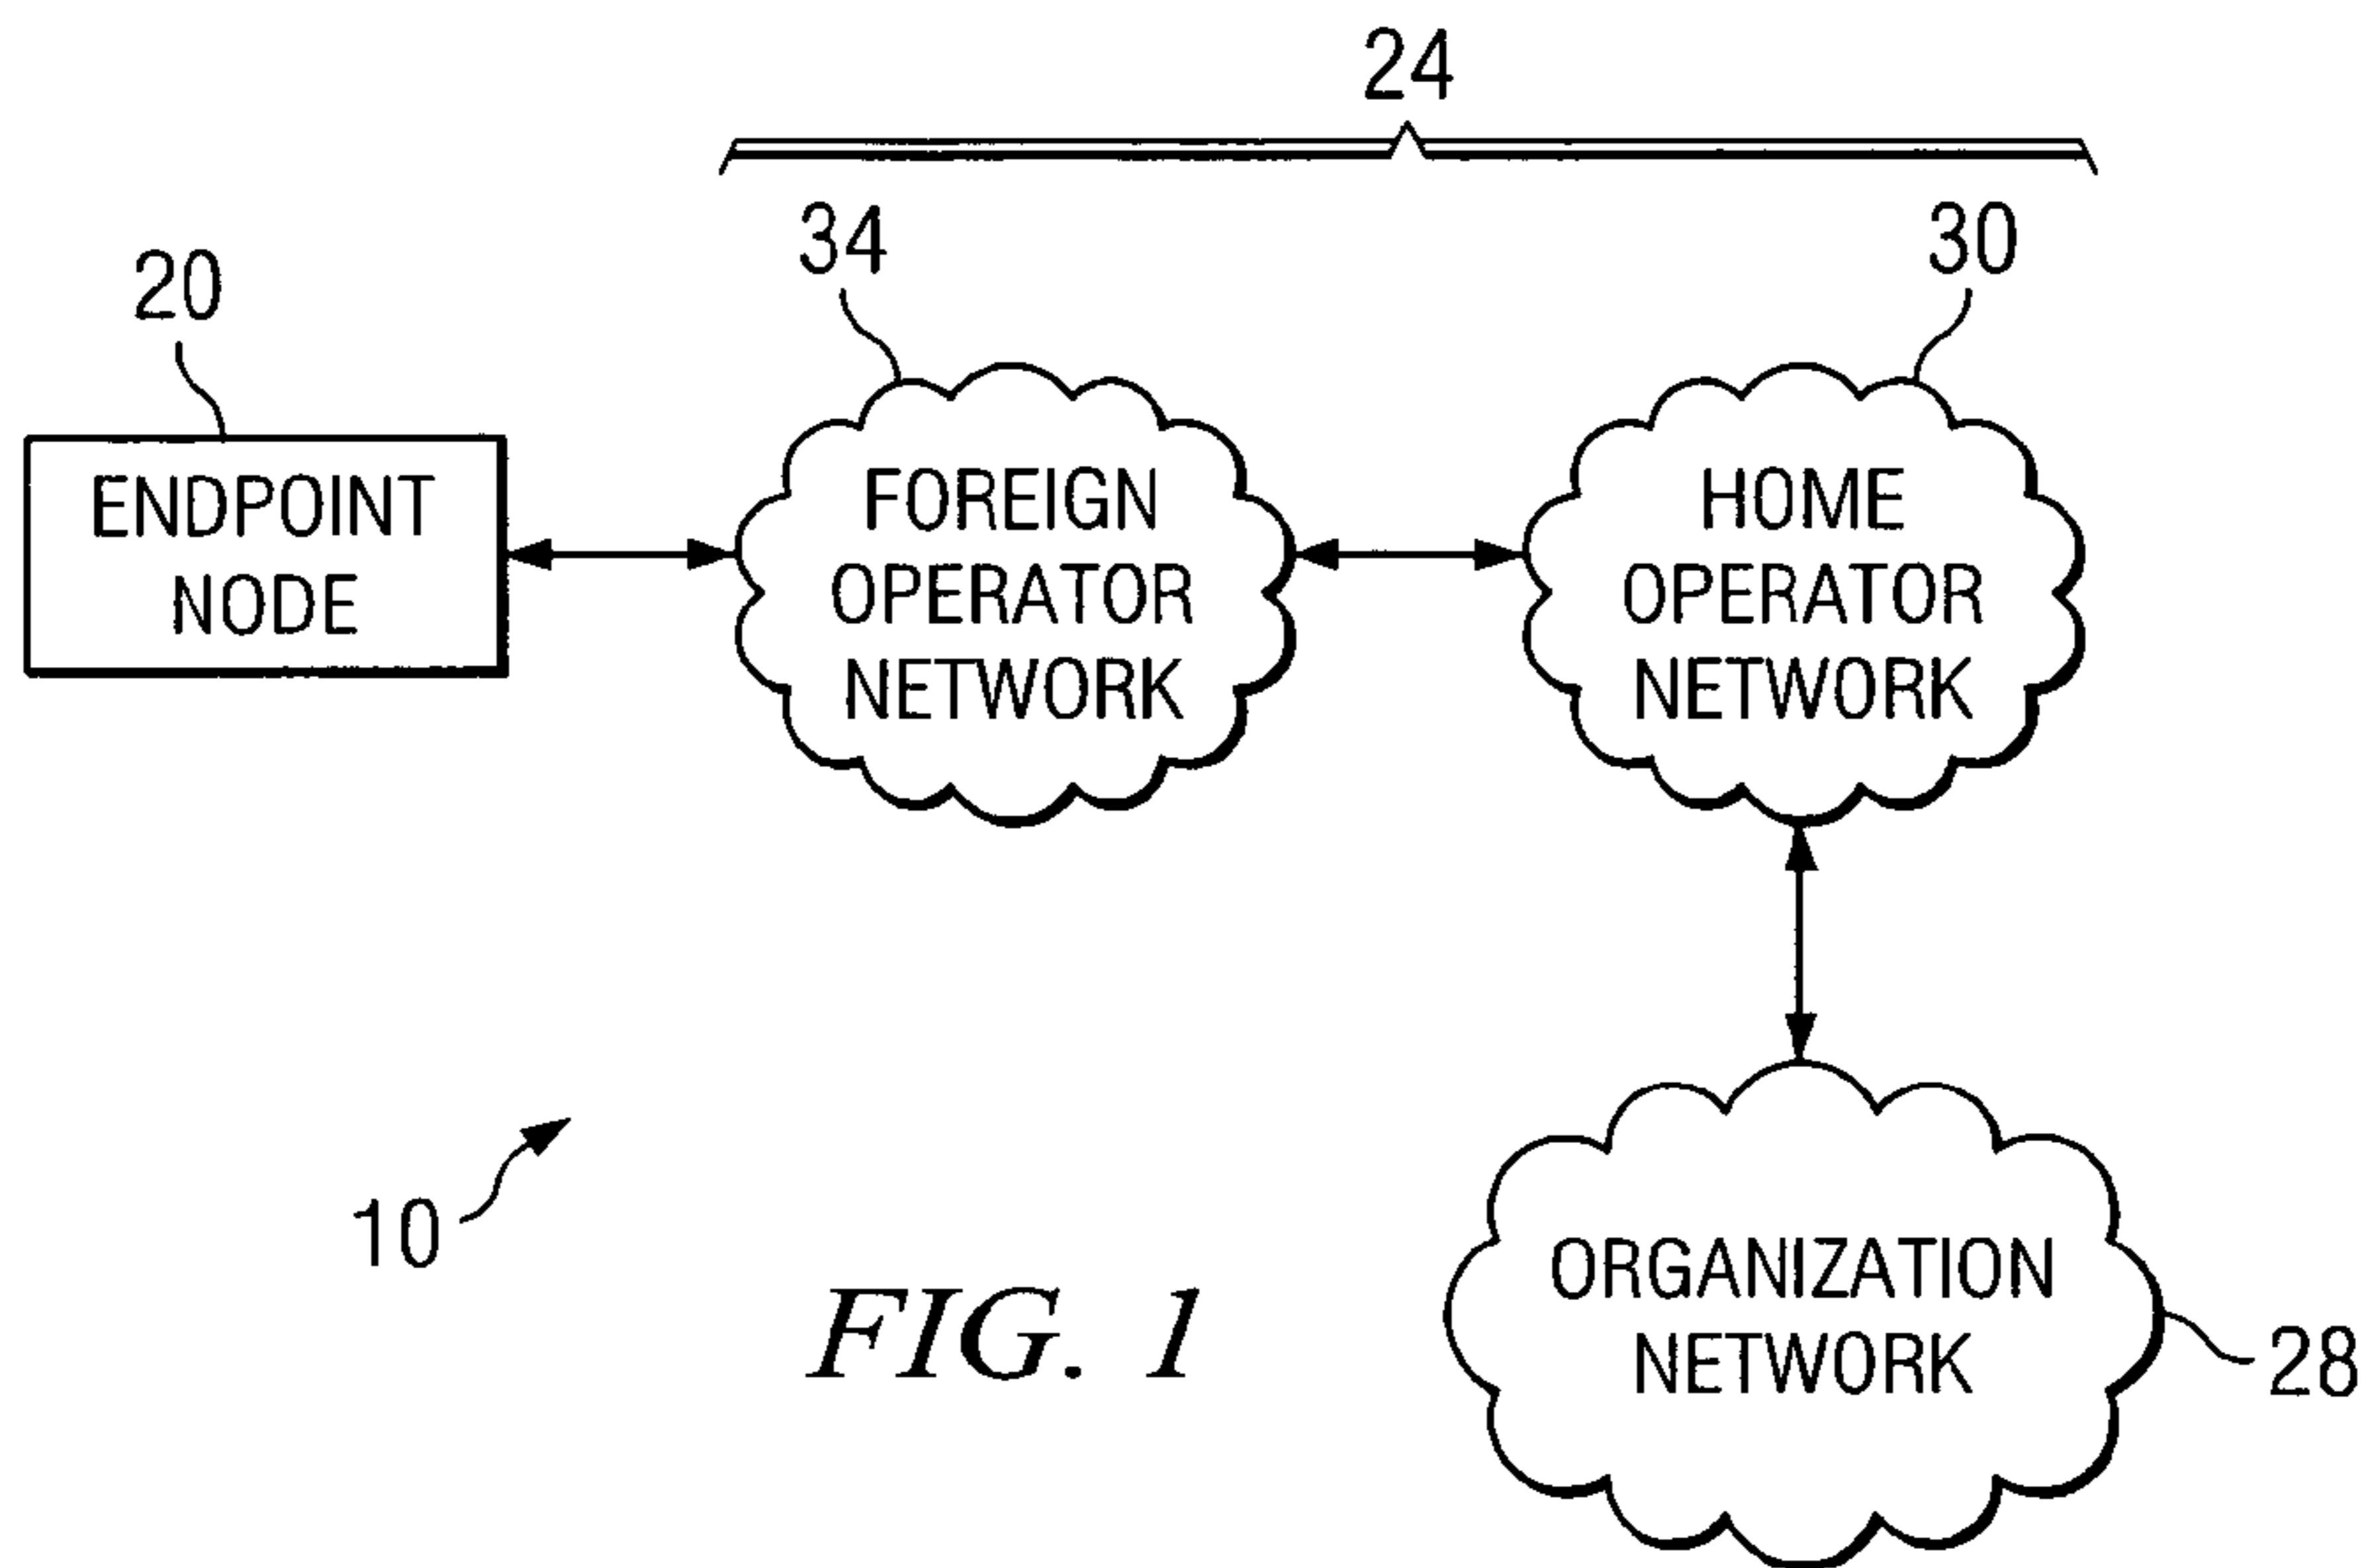 24
34
30
20
ENDPOINT
NODE
FOREIGN
OPERATOR
NETWORK
HOME
OPERATOR
NETWORK
10
FIG. 1
ORGANIZATION
NETWORK
28